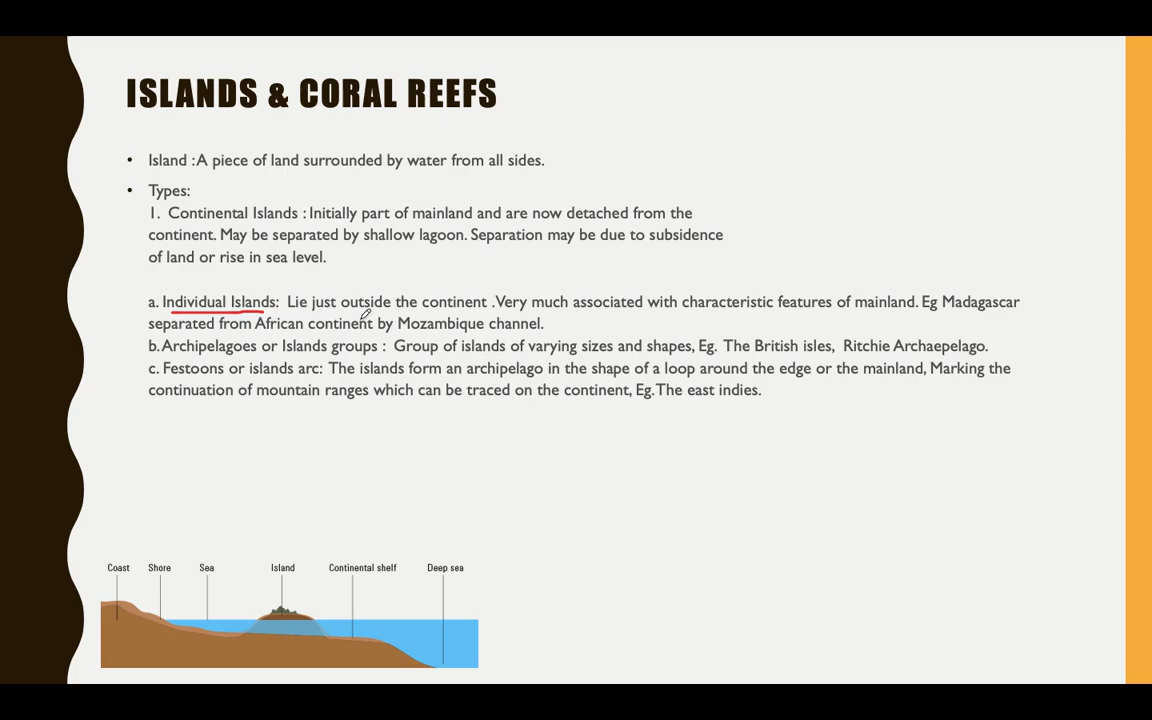 ISLANDS & CORAL REEFS
• Island : A piece of land surrounded by water from all sides.
• Types:
1. Continental Islands : Initially part of mainland and are now detached from the
continent. May be separated by shallow lagoon. Separation may be due to subsidence
of land or rise in sea level.
a. Individual Islands: Lie just outside the continent . Very much associated with characteristic features of mainland. Eg Madagascar
separated from African continent by Mozambique channel.
b. Archipelagoes or Islands groups : Group of islands of varying sizes and shapes, Eg. The British isles, Ritchie Archaepelago.
c. Festoons or islands arc: The islands form an archipelago in the shape of a loop around the edge or the mainland, Marking the
continuation of mountain ranges which can be traced on the continent, Eg. The east indies.
Coast Shore Sea Island Continental shelf Deep sea